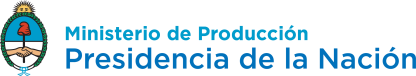 Ministerio de Producción
Presidencia de la Nación